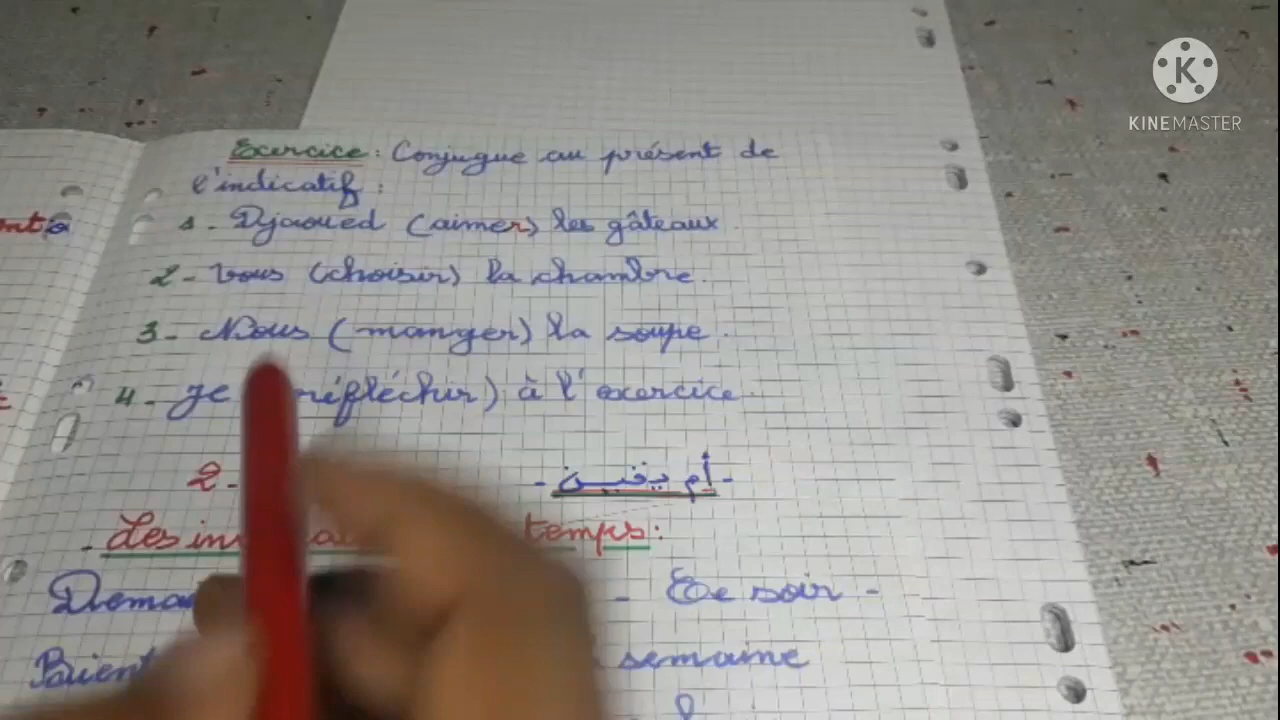 KINEMASTER
Exercice : Conjugue au présent de
l'indicatif :
1 - Djaoued (aimer) les gâteaux.
2 - Vous (choisir) la chambre.
3 - Nous (manger) la soupe.
4 - Je réfléchir) à l'exercice.
2 -
- أم يقين -
- Les temps :
- Ce soir -
semaine